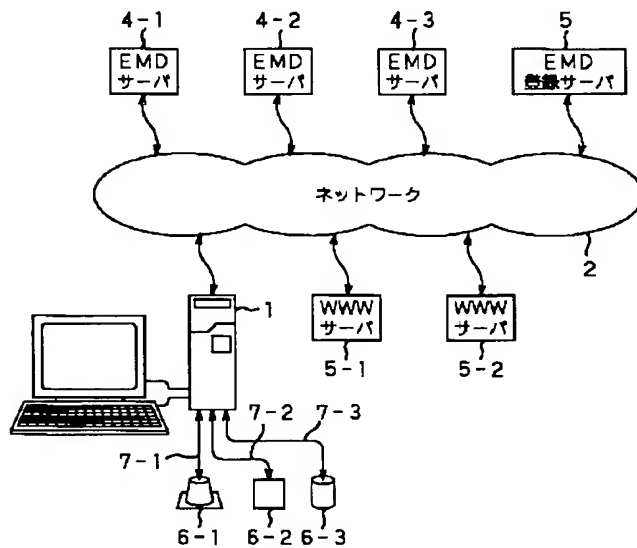 4-1
4-2
4-3
5
EMD
サーバ
EMD
サーバ
EMD
サーバ
EMD
登録サーバ
ネットワーク
2
1
WWW
サーバ
WWW
サーバ
5-1
5-2
7-2
7-3
7-1
6-1
6-2
6-3